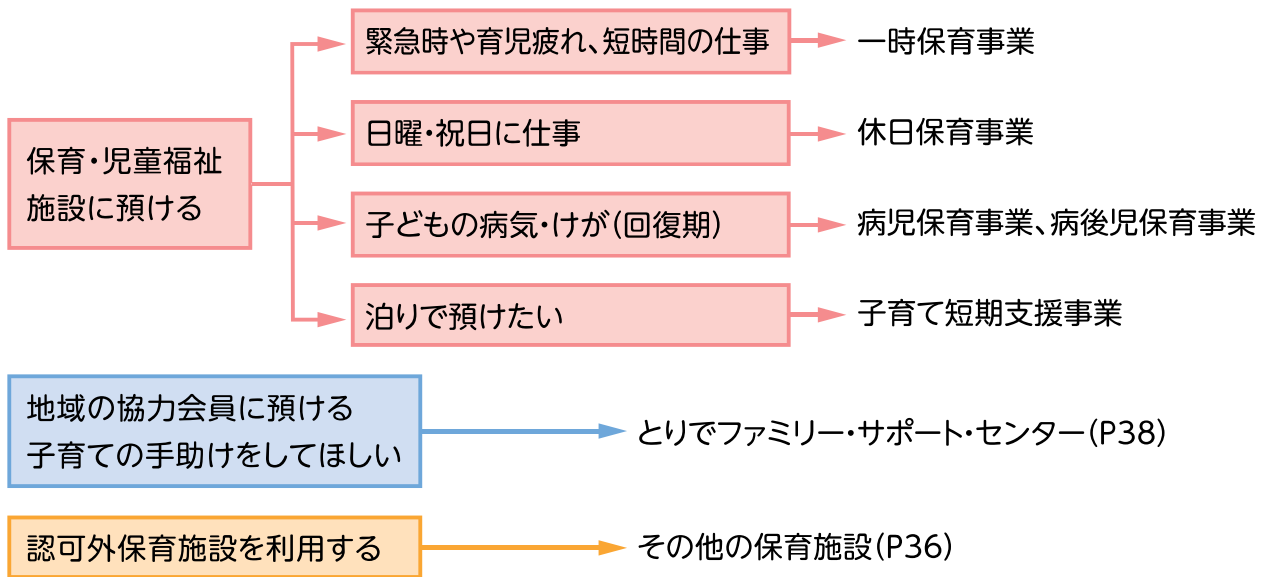 保育・児童福祉
施設に預ける
緊急時や育児疲れ、短時間の仕事
一時保育事業
日曜・祝日に仕事
休日保育事業
子どもの病気・けが(回復期)
病児保育事業、病後児保育事業
泊りで預けたい
子育て短期支援事業
地域の協力会員に預ける
子育ての手助けをしてほしい
とりでファミリー・サポート・センター(P38)
認可外保育施設を利用する
その他の保育施設(P36)